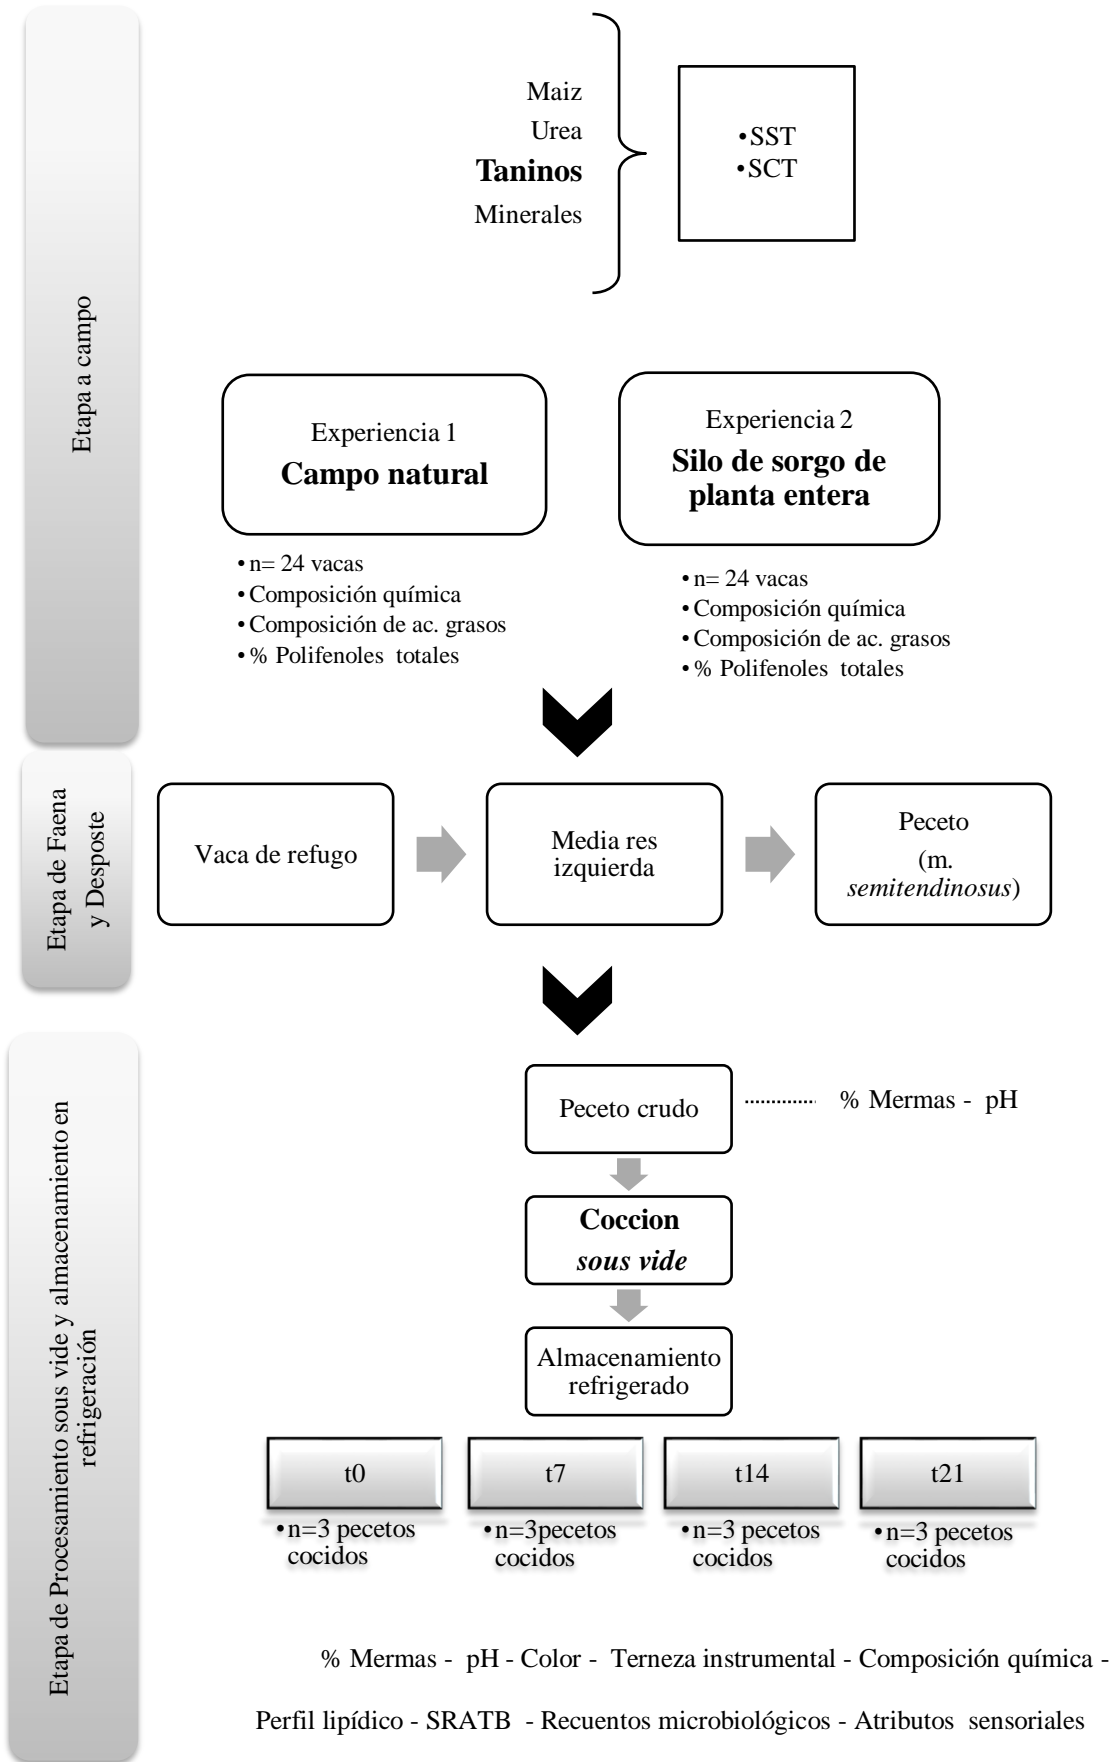 Etapa a campo
Maiz
Urea
Taninos
Minerales
•SST
•SCT
Experiencia 1
Campo natural
•n= 24 vacas
•Composición química
•Composición de ac. grasos
•% Polifenoles totales
Experiencia 2
Silo de sorgo de
planta entera
•n= 24 vacas
•Composición química
•Composición de ac. grasos
•% Polifenoles totales
Etapa de Faena
y Desposte
Vaca de refugo
Media res
izquierda
Peceto
(m.
semitendinosus)
Etapa de Procesamiento sous vide y almacenamiento en
refrigeración
Peceto crudo
% Mermas - pH
Coccion
sous vide
Almacenamiento
refrigerado
t0
•n=3 pecetos
cocidos
t7
•n=3pecetos
cocidos
t14
•n=3 pecetos
cocidos
t21
•n=3 pecetos
cocidos
% Mermas - pH - Color - Terneza instrumental - Composición química -
Perfil lipídico - SRATB - Recuentos microbiológicos - Atributos sensoriales